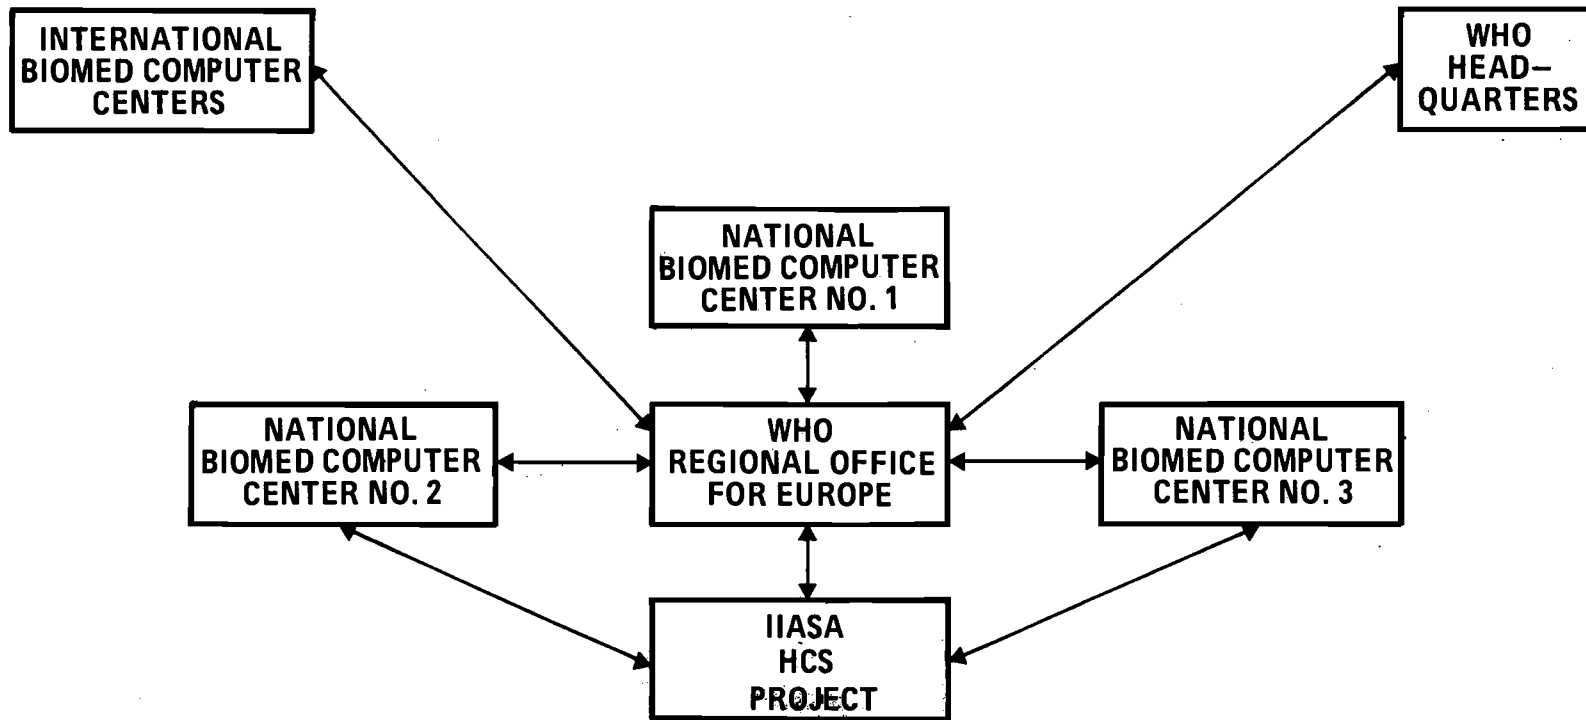 INTERNATIONAL
BIOMED COMPUTER
CENTERS
WHO
HEAD–
QUARTERS
NATIONAL
BIOMED COMPUTER
CENTER NO. 1
NATIONAL
BIOMED COMPUTER
CENTER NO. 2
WHO
REGIONAL OFFICE
FOR EUROPE
NATIONAL
BIOMED COMPUTER
CENTER NO. 3
IIASA
HCS
PROJECT